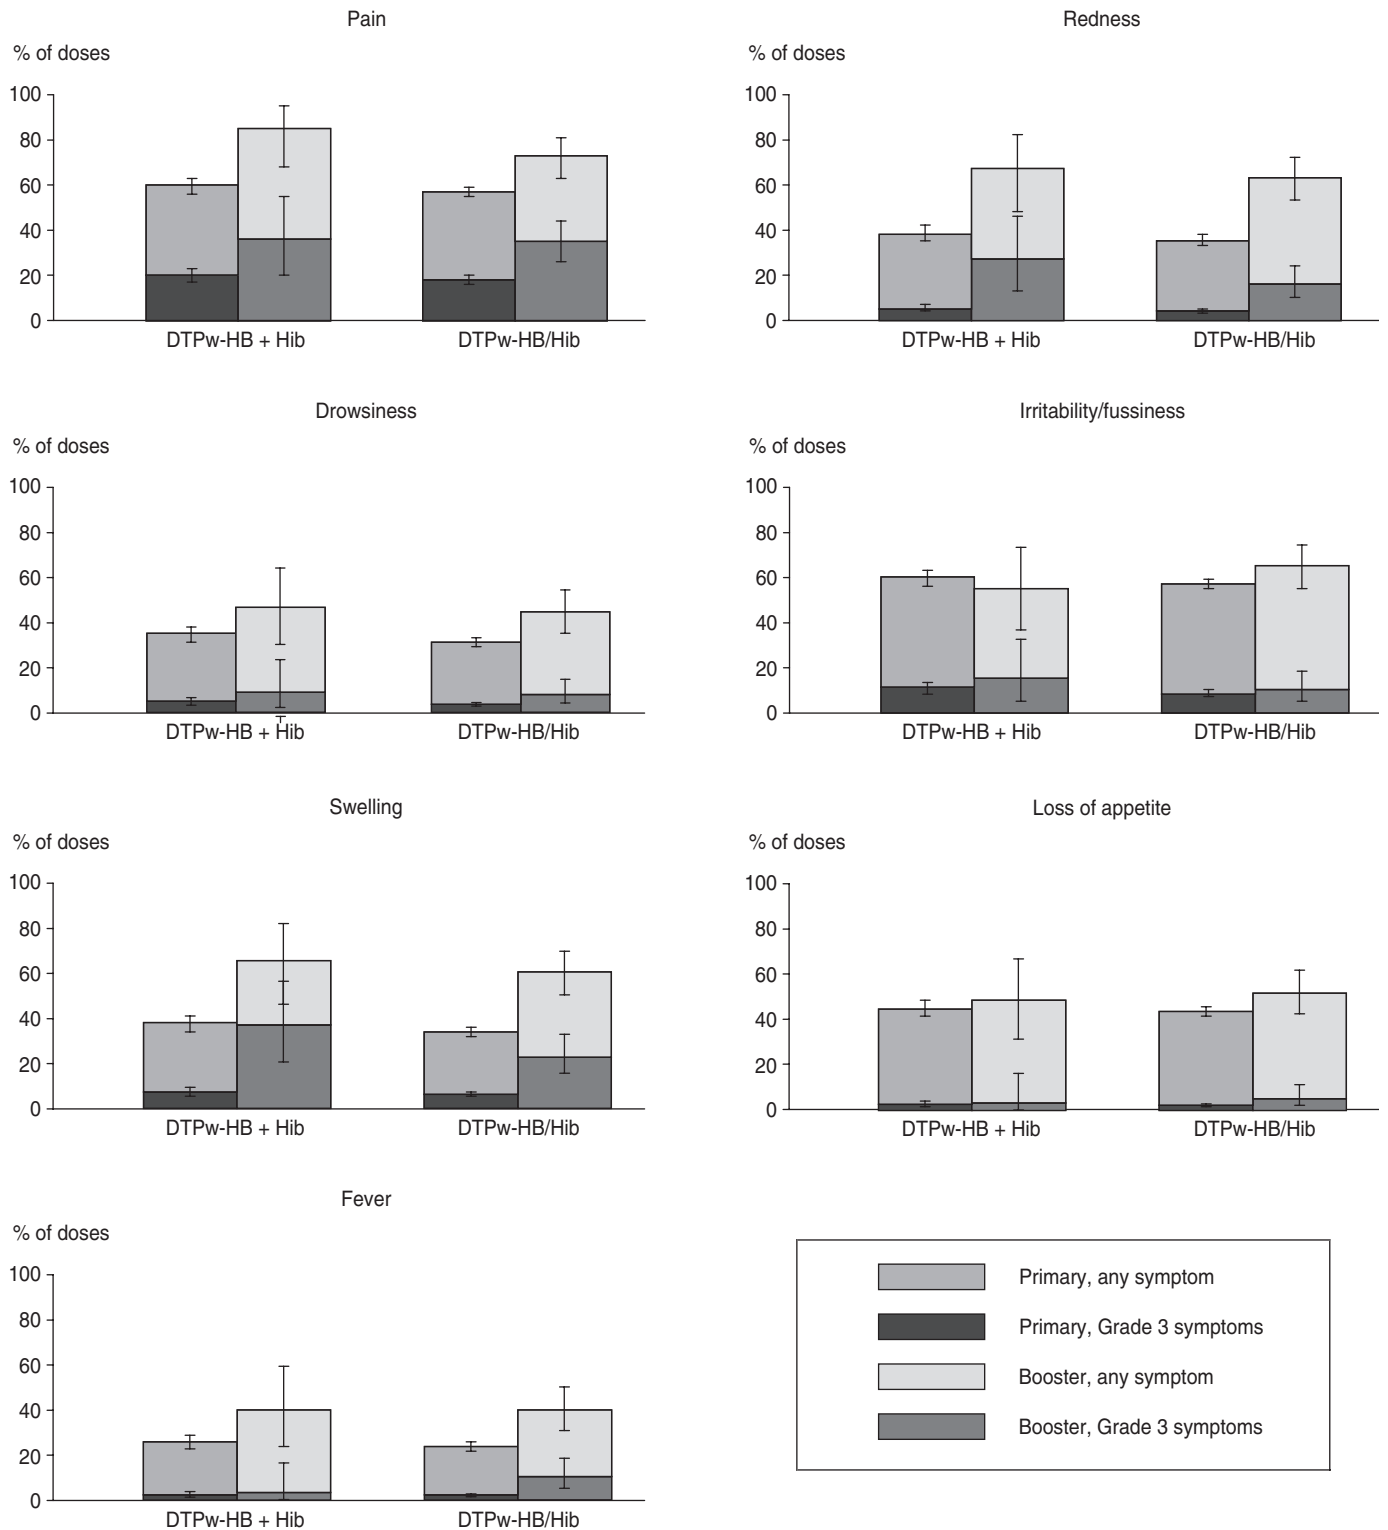 Pain
% of doses
100
80
60
40
20
0
DTPw-HB + Hib
DTPw-HB/Hib
Redness
% of doses
100
80
60
40
20
0
DTPw-HB + Hib
DTPw-HB/Hib
Drowsiness
% of doses
100
80
60
40
20
0
DTPw-HB + Hib
DTPw-HB/Hib
Irritability/fussiness
% of doses
100
80
60
40
20
0
DTPw-HB + Hib
DTPw-HB/Hib
Swelling
% of doses
100
80
60
40
20
0
DTPw-HB + Hib
DTPw-HB/Hib
Loss of appetite
% of doses
100
80
60
40
20
0
DTPw-HB + Hib
DTPw-HB/Hib
Fever
% of doses
100
80
60
40
20
0
DTPw-HB + Hib
DTPw-HB/Hib
Primary, any symptom
Primary, Grade 3 symptoms
Booster, any symptom
Booster, Grade 3 symptoms